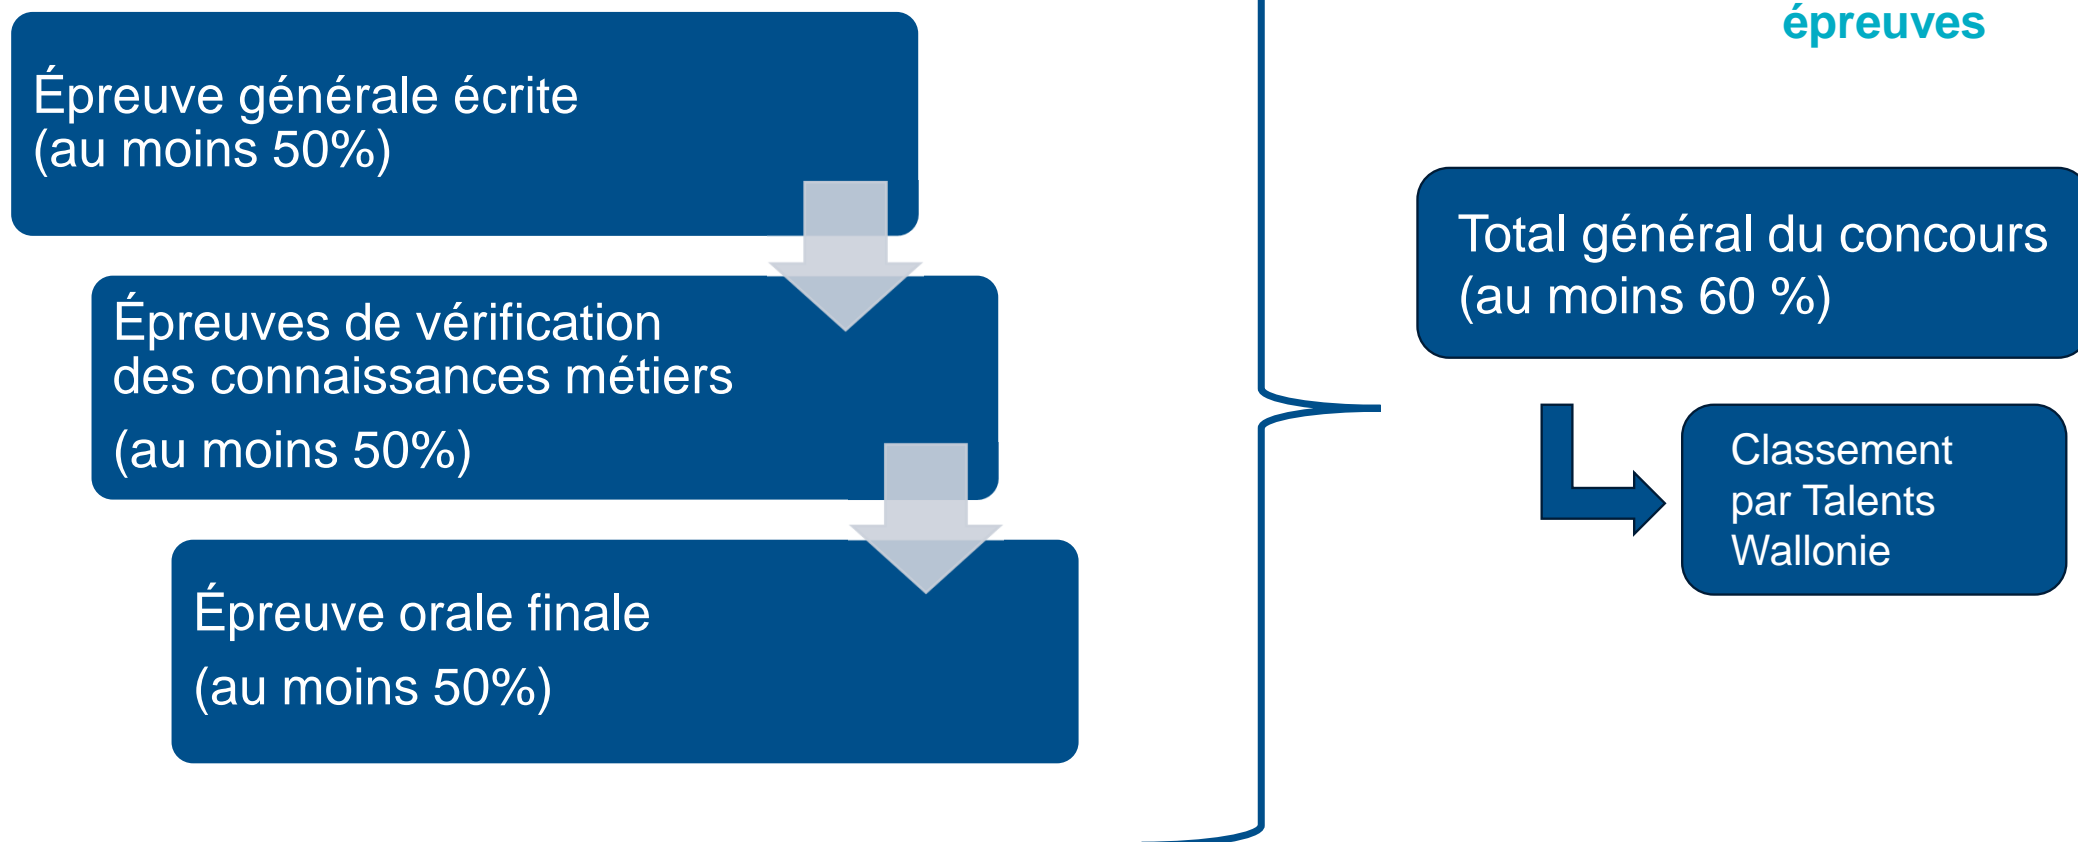 épreuves
Épreuve générale écrite
(au moins 50%)
Épreuves de vérification
des connaissances métiers
(au moins 50%)
Épreuve orale finale
(au moins 50%)
Total général du concours
(au moins 60 %)
Classement
par Talents
Wallonie